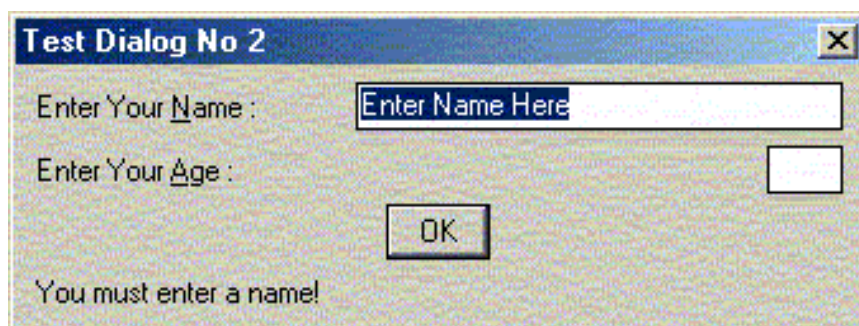 Test Dialog No 2
Enter Your Name : Enter Name Here
Enter Your Age :
OK
You must enter a name!